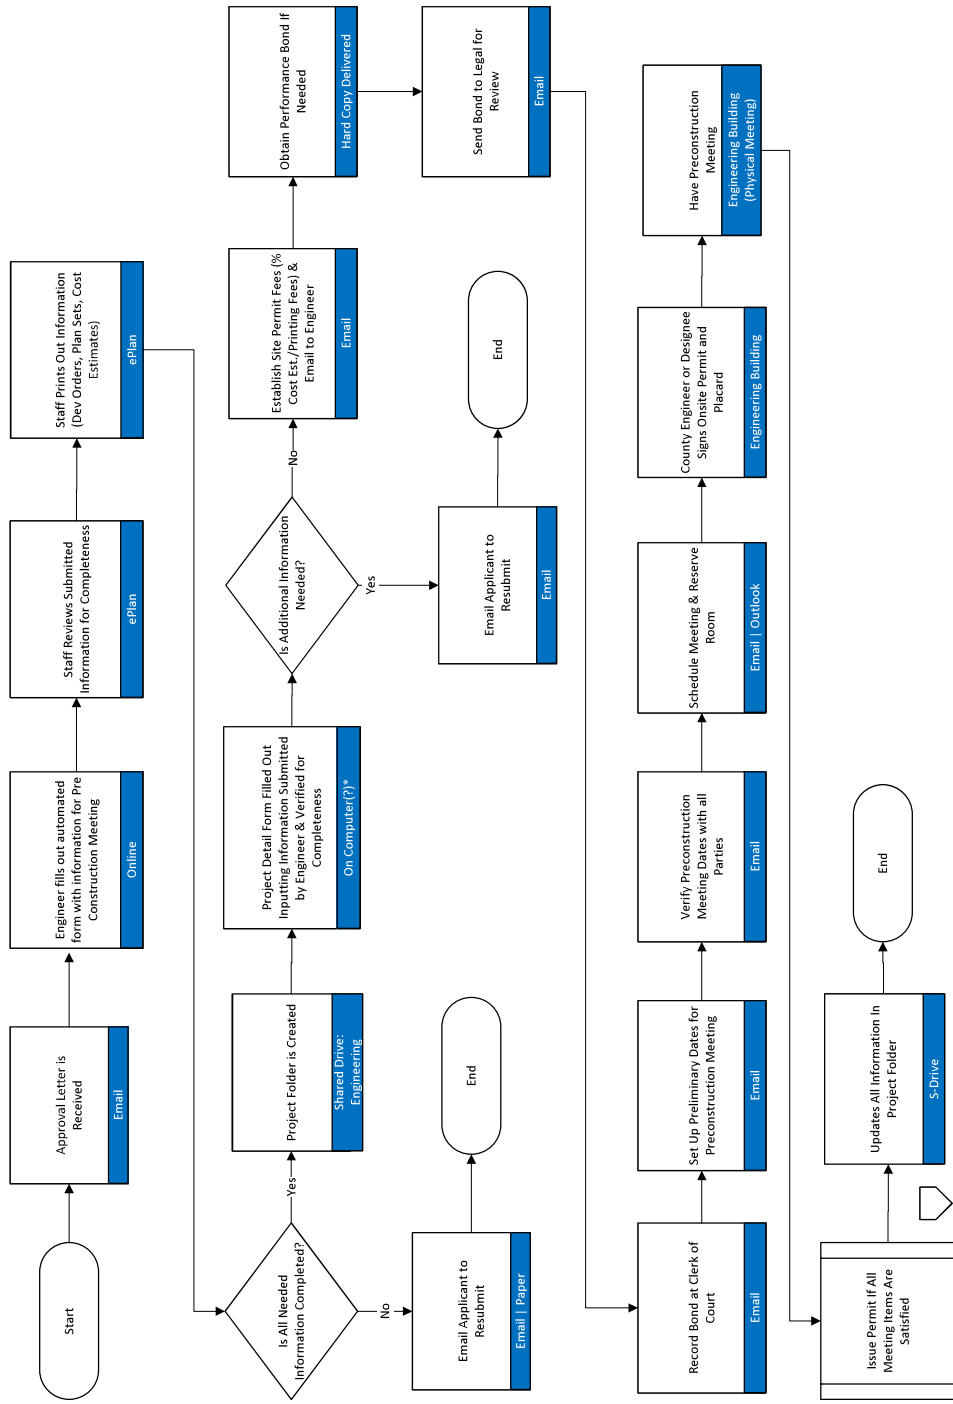 Start
Approval Letter is
Received
Email
Engineer fills out automated
form with information for Pre
Construction Meeting
Online
Staff Reviews Submitted
Information for Completeness
ePlan
Staff Prints Out Information
(Dev Orders, Plan Sets, Cost
Estimates)
ePlan
Is All Needed
Information Completed?
Yes
No
Email Applicant to
Resubmit
Email | Paper
End
Project Folder is Created
Shared Drive:
Engineering
Project Detail Form Filled Out
Inputting Information Submitted
by Engineer & Verified for
Completeness
On Computer(?)*
Is Additional Information
Needed?
No
Yes
Email Applicant to
Resubmit
Email
End
Establish Site Permit Fees (%
Cost Est./Printing Fees) &
Email to Engineer
Email
Obtain Performance Bond If
Needed
Hard Copy Delivered
Send Bond to Legal for
Review
Email
Record Bond at Clerk of
Court
Email
Set Up Preliminary Dates for
Preconstruction Meeting
Email
Verify Preconstruction
Meeting Dates with all
Parties
Email
Schedule Meeting & Reserve
Room
Email | Outlook
County Engineer or Designee
Signs Onsite Permit and
Placard
Engineering Building
Have Preconstruction
Meeting
Engineering Building
(Physical Meeting)
Issue Permit If All
Meeting Items Are
Satisfied
Updates All Information In
Project Folder
S-Drive
End